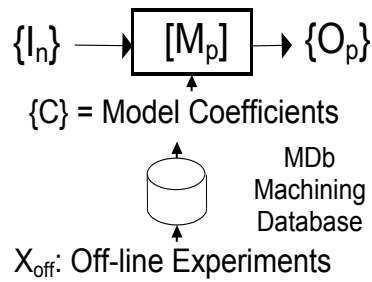 {Iₙ} [Mₚ] {Oₚ}
{C} = Model Coefficients
MDb
Machining
Database
Xₒff: Off-line Experiments